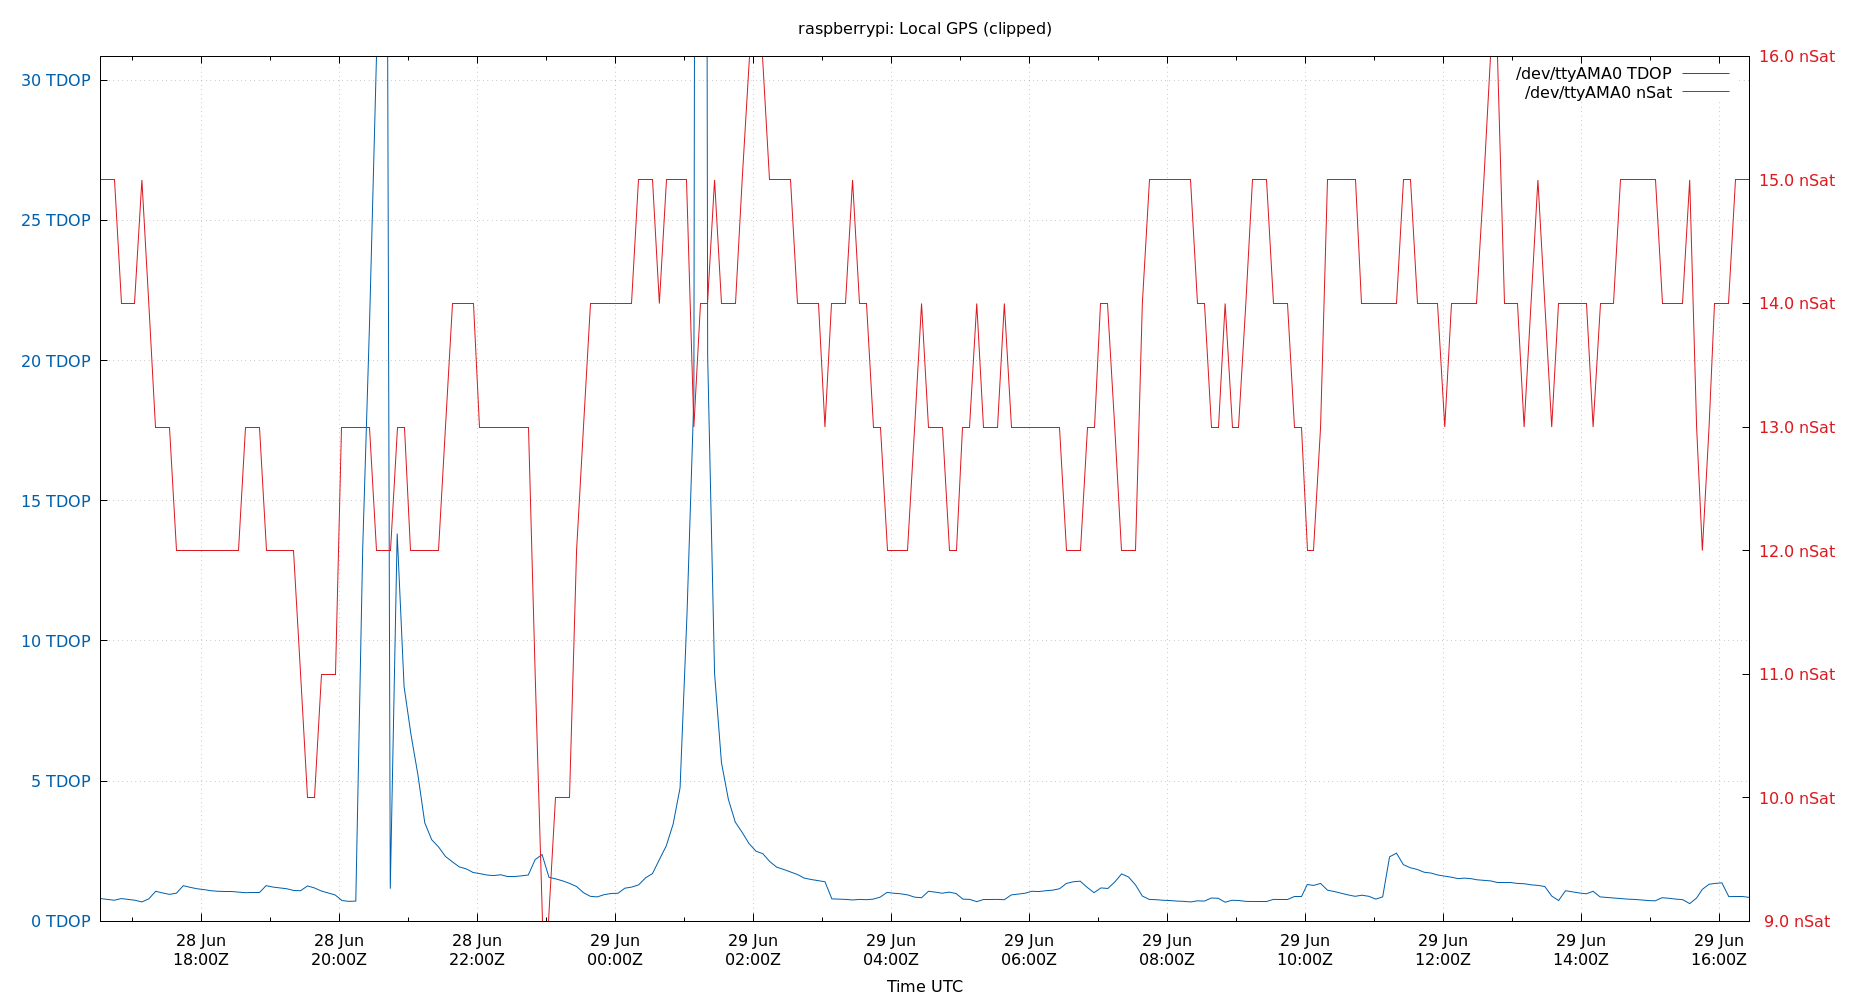 raspberrypi: Local GPS (clipped)
/dev/ttyAMA0 TDOP
/dev/ttyAMA0 nSat
30 TDOP
25 TDOP
20 TDOP
15 TDOP
10 TDOP
5 TDOP
0 TDOP
16.0 nSat
15.0 nSat
14.0 nSat
13.0 nSat
12.0 nSat
11.0 nSat
10.0 nSat
9.0 nSat
28 Jun
18:00Z
28 Jun
20:00Z
28 Jun
22:00Z
29 Jun
00:00Z
29 Jun
02:00Z
29 Jun
04:00Z
29 Jun
06:00Z
29 Jun
08:00Z
29 Jun
10:00Z
29 Jun
12:00Z
29 Jun
14:00Z
29 Jun
16:00Z
Time UTC